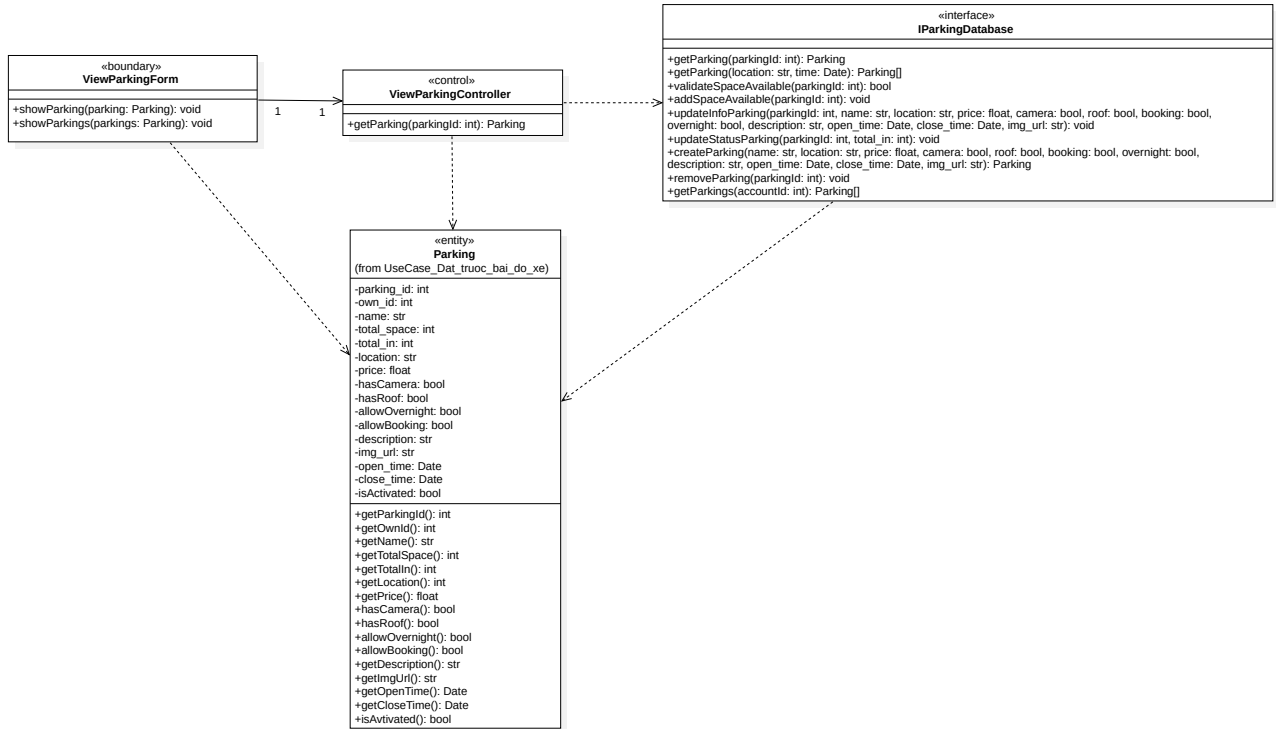 «boundary»
ViewParkingForm
+showParking(parking: Parking): void
+showParkings(parkings: Parking): void
1
1
«control»
ViewParkingController
+getParking(parkingId: int): Parking
«interface»
IParkingDatabase
+getParking(parkingId: int): Parking
+getParking(location: str, time: Date): Parking[]
+validateSpaceAvailable(parkingId: int): bool
+addSpaceAvailable(parkingId: int): void
+updateInfoParking(parkingId: int, name: str, location: str, price: float, camera: bool, roof: bool, booking: bool,
overnight: bool, description: str, open_time: Date, close_time: Date, img_url: str): void
+updateStatusParking(parkingId: int, total_in: int): void
+createParking(name: str, location: str, price: float, camera: bool, roof: bool, booking: bool, overnight: bool,
description: str, open_time: Date, close_time: Date, img_url: str): Parking
+removeParking(parkingId: int): void
+getParkings(accountId: int): Parking[]
«entity»
Parking
(from UseCase_Dat_truoc_bai_do_xe)
-parking_id: int
-own_id: int
-name: str
-total_space: int
-total_in: int
-location: str
-price: float
-hasCamera: bool
-hasRoof: bool
-allowOvernight: bool
-allowBooking: bool
-description: str
-img_url: str
-open_time: Date
-close_time: Date
-isActivated: bool
+getParkingId(): int
+getOwnId(): int
+getName(): str
+getTotalSpace(): int
+getTotalIn(): int
+getLocation(): int
+getPrice(): float
+hasCamera(): bool
+hasRoof(): bool
+allowOvernight(): bool
+allowBooking(): bool
+getDescription(): str
+getImgUrl(): str
+getOpenTime(): Date
+getCloseTime(): Date
+isAvtivated(): bool